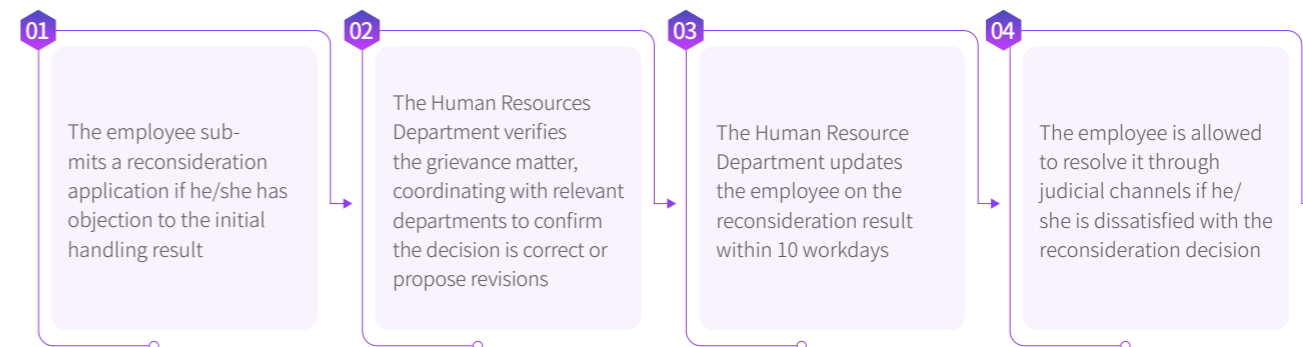 01
The employee sub-
mits a reconsideration
application if he/she has
objection to the initial
handling result
02
The Human Resources
Department verifies
the grievance matter,
coordinating with relevant
departments to confirm
the decision is correct or
propose revisions
03
The Human Resource
Department updates
the employee on the
reconsideration result
within 10 workdays
04
The employee is allowed
to resolve it through
judicial channels if he/
she is dissatisfied with the
reconsideration decision